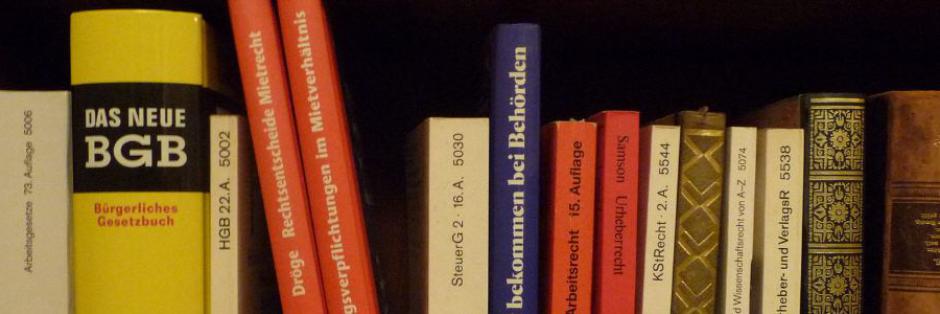 Arbeitsgesetze 73. Auflage 5006
DAS NEUE
BGB
Bürgerliches
Gesetzbuch
HGB 22. A. 5002
Dröge Rechtsentscheide Mietrecht
gsverpflichtungen im Mietverhältnis
SteuerG 2 · 16. A. 5030
bekommen bei Behörden
Arbeitsrecht 15. Auflage
Samson Urheberrecht
KStRecht · 2. A. 5544
d Wissenschaftsrecht von A–Z 5074
heber- und VerlagsR 5538